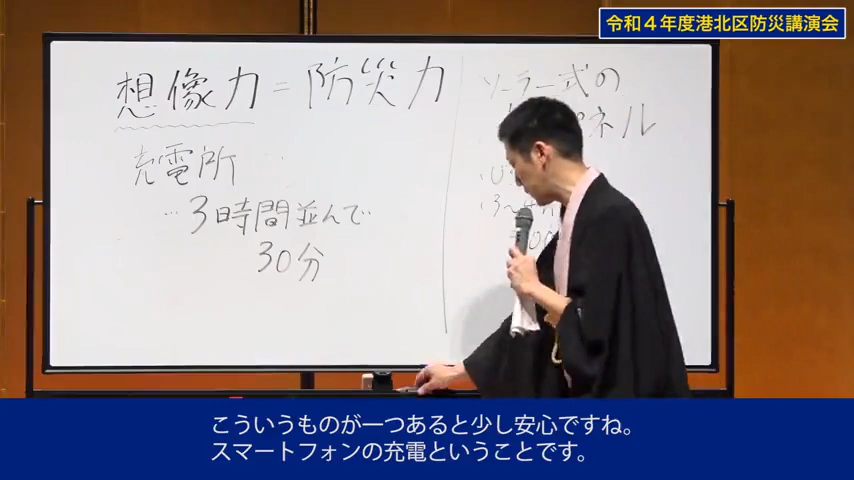 令和４年度港北区防災講演会
想像力＝防災力
充電所
…3時間並んで
30分
ソーラー式の
ネル
こういうものが一つあると少し安心ですね。
スマートフォンの充電ということです。